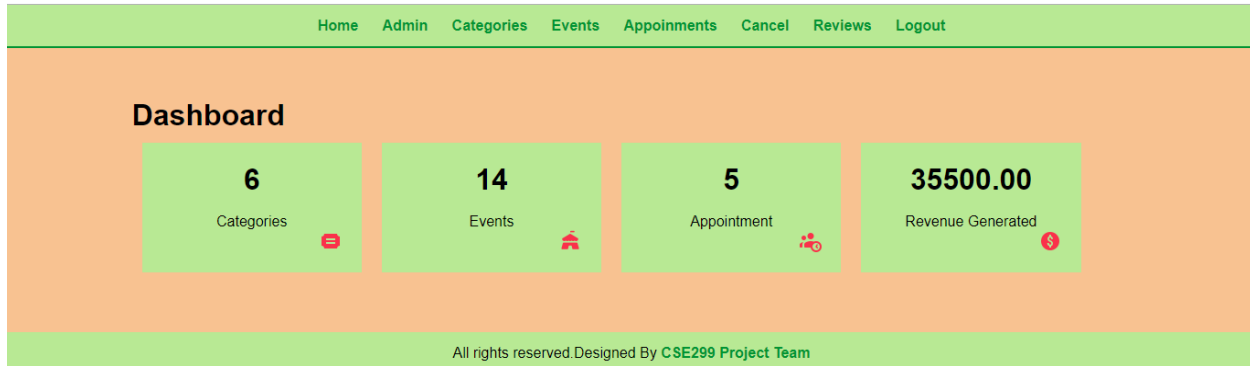 Home Admin Categories Events Appoinments Cancel Reviews Logout
Dashboard
6 14 5 35500.00
Categories Events Appointment Revenue Generated
All rights reserved.Designed By CSE299 Project Team